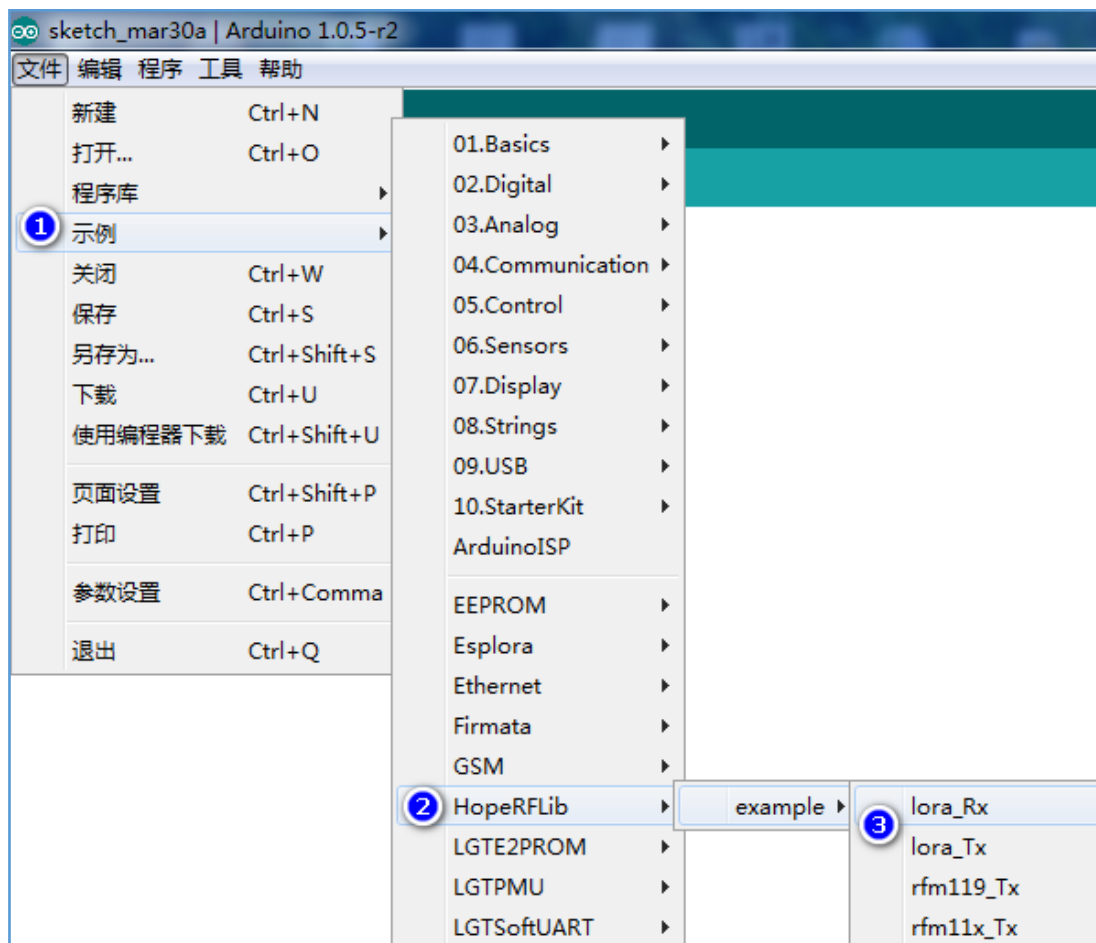 sketch_mar30a | Arduino 1.0.5-r2
文件 编辑 程序 工具 帮助
新建 Ctrl+N
打开... Ctrl+O
程序库
1 示例
关闭 Ctrl+W
保存 Ctrl+S
另存为... Ctrl+Shift+S
下载 Ctrl+U
使用编程器下载 Ctrl+Shift+U
页面设置 Ctrl+Shift+P
打印 Ctrl+P
参数设置 Ctrl+Comma
退出 Ctrl+Q
01.Basics
02.Digital
03.Analog
04.Communication
05.Control
06.Sensors
07.Display
08.Strings
09.USB
10.StarterKit
ArduinoISP
EEPROM
Esplora
Ethernet
Firmata
GSM
2 HopeRFLib
LGTE2PROM
LGTPMU
LGTSoftUART
example
3 lora_Rx
lora_Tx
rfm119_Tx
rfm11x_Tx